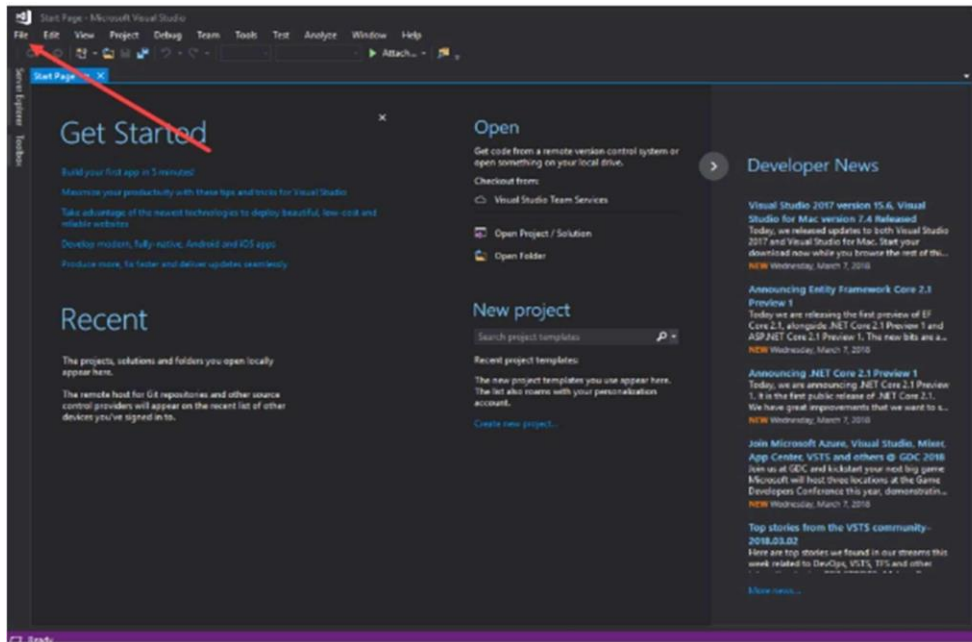 Start Page - Microsoft Visual Studio
File Edit View Project Debug Team Tools Test Analyze Window Help
Attach...
Server Explorer
Toolbox
Start Page
Get Started
Build your first app in 5 minutes!
Maximize your productivity with these tips and tricks for Visual Studio
Take advantage of the newest technologies to deploy beautiful, low-cost and
reliable websites
Develop modern, fully-native, Android and iOS apps
Produce more, fix faster and deliver updates seamlessly
Recent
The projects, solutions and folders you open locally
appear here.
The remote host for Git repositories and other source
control providers will appear on the recent list of other
devices you've signed in to.
Open
Get code from a remote version control system or
open something on your local drive.
Checkout from:
Visual Studio Team Services
Open Project / Solution
Open Folder
New project
Search project templates
Recent project templates:
The new project templates you use appear here.
The list also roams with your personalization
account.
Create new project...
Developer News
Visual Studio 2017 version 15.6, Visual
Studio for Mac version 7.4 Released
Today, we released updates to both Visual Studio
2017 and Visual Studio for Mac. Start your
download now while you browse the rest of thi...
NEW Wednesday, March 7, 2018
Announcing Entity Framework Core 2.1
Preview 1
Today we are releasing the first preview of EF
Core 2.1, alongside .NET Core 2.1 Preview 1 and
ASP.NET Core 2.1 Preview 1. The new bits are a...
NEW Wednesday, March 7, 2018
Announcing .NET Core 2.1 Preview 1
Today, we are announcing .NET Core 2.1 Preview
1. It is the first public release of .NET Core 2.1.
We have great improvements that we want to s...
NEW Wednesday, March 7, 2018
Join Microsoft Azure, Visual Studio, Mixer,
App Center, VSTS and others @ GDC 2018
Join us at GDC and kickstart your next big game
Microsoft will host three locations at the Game
Developers Conference this year, demonstratin...
NEW Wednesday, March 7, 2018
Top stories from the VSTS community–
2018.03.02
Here are top stories we found in our streams this
week related to DevOps, VSTS, TFS and other
More news...
Ready